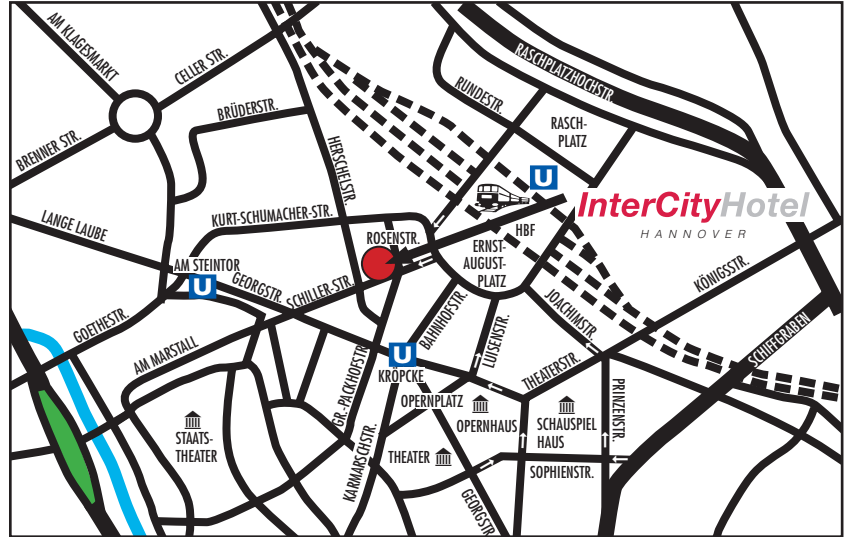 AM KLAGESMARKT
CELLER STR.
BRÜDERSTR.
BRENNER STR.
HERSCHELSTR.
RASCHPLATZHOCHSTR.
RUNDESTR.
RASCH-
PLATZ
U
InterCityHotel
HANNOVER
LANGE LAUBE
KURT-SCHUMACHER-STR.
ROSENSTR.
HBF
ERNST-
AUGUST-
PLATZ
AM STEINTOR
U
GEORGSTR.
SCHILLER-STR.
KÖNIGSSTR.
GOETHESTR.
AM MARSTALL
BAHNHOFSTR.
LUISENSTR.
JOACHIMSTR.
SCHIFFGRABEN
U
KRÖPCKE
GR.-PACKHOFSTR.
THEATERSTR.
PRINZENSTR.
OPERNPLATZ
OPERNHAUS
SCHAUSPIEL
HAUS
STAATS-
THEATER
KARMARSCHSTR.
THEATER
SOPHIENSTR.
GEORGSTR.